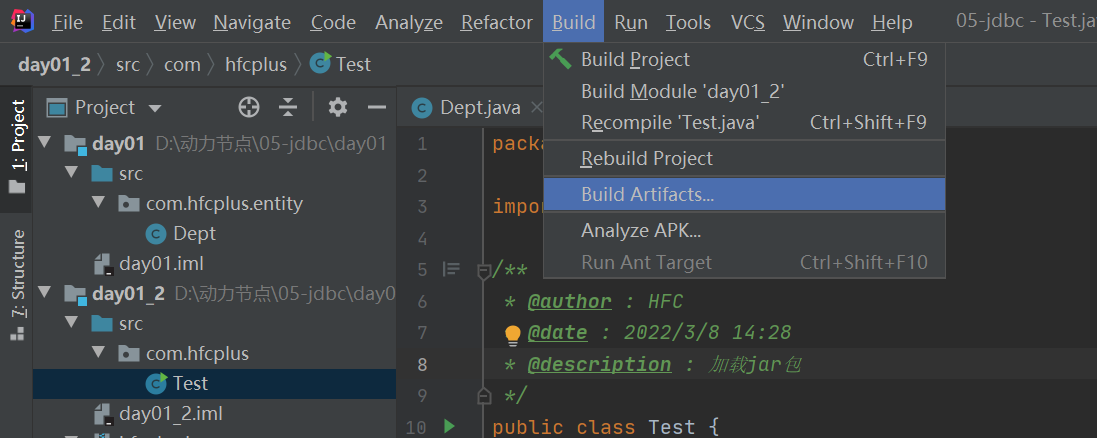 File Edit View Navigate Code Analyze Refactor Build Run Tools VCS Window Help 05-jdbc - Test.ja
day01_2 src com hfcplus Test
1: Project
7: Structure
Project
day01 D:\动力节点\05-jdbc\day01
src
com.hfcplus.entity
Dept
day01.iml
day01_2 D:\动力节点\05-jdbc\day0
src
com.hfcplus
Test
day01_2.iml
Dept.java
Build Project Ctrl+F9
Build Module 'day01_2'
Recompile 'Test.java' Ctrl+Shift+F9
Rebuild Project
Build Artifacts...
Analyze APK...
Run Ant Target Ctrl+Shift+F10
1 packa
2
3 impor
4
5 /**
6 * @author : HFC
7 @date : 2022/3/8 14:28
8 * @description : 加载jar包
9 */
10 public class Test {